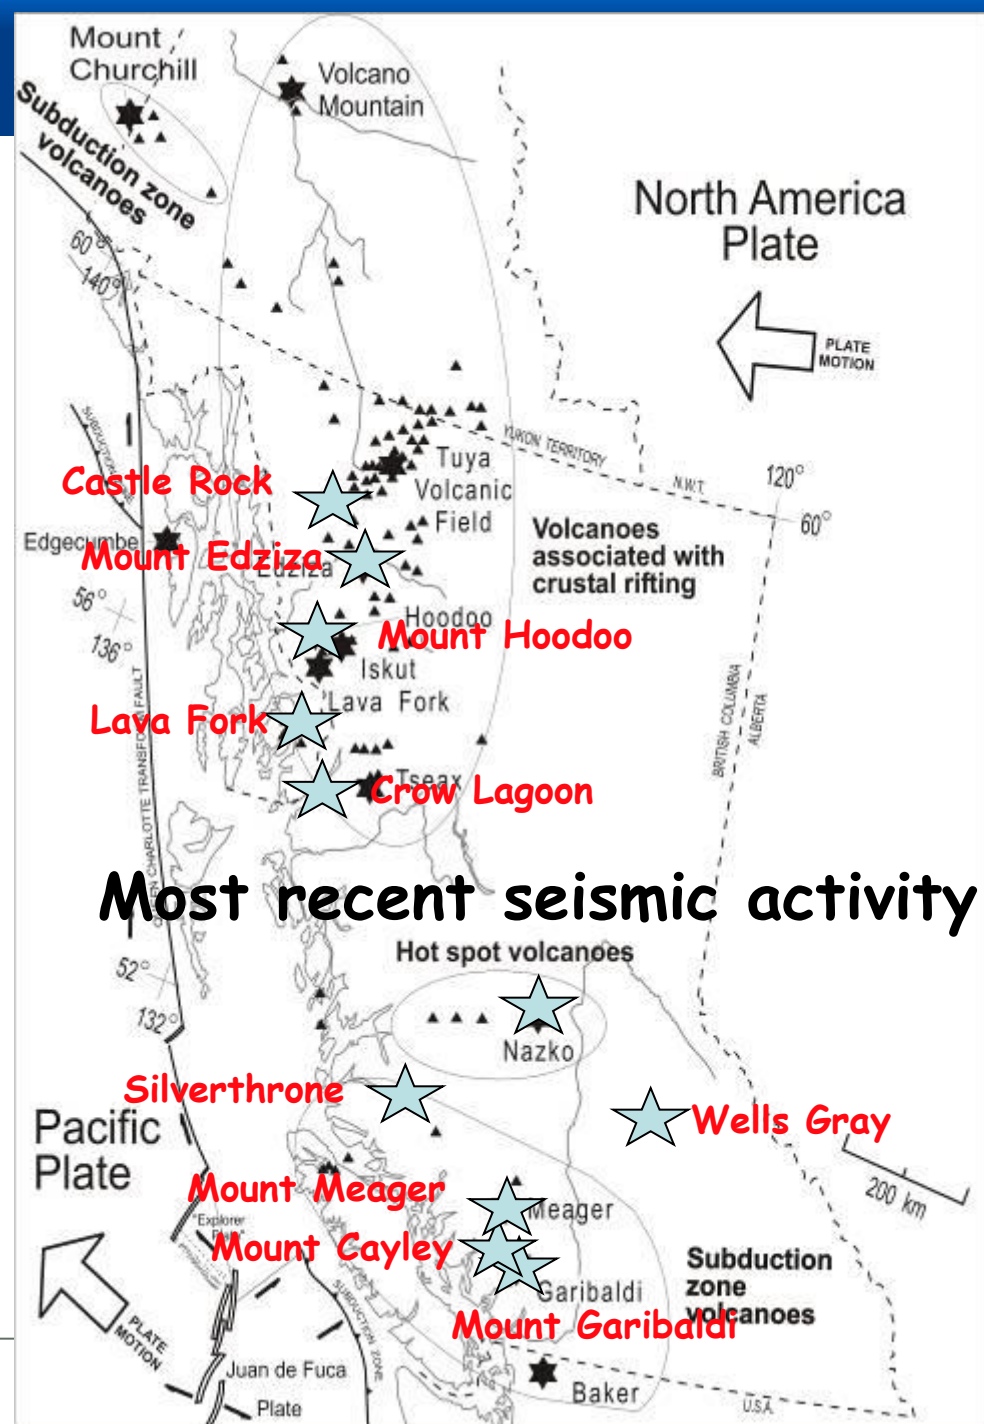 Mount
Churchill
Volcano
Mountain
Subduction zone
volcanoes
North America
Plate
60°
140°
PLATE
MOTION
SUBDUCTION
YUKON TERRITORY
Tuya
Volcanic
Field
N.W.T.
120°
60°
Castle Rock
Edgecumbe
Mount Edziza
Edziza
Volcanoes
associated with
crustal rifting
56°
136°
Hoodoo
Mount Hoodoo
Iskut
Lava Fork
Lava Fork
BRITISH COLUMBIA
ALBERTA
CHARLOTTE TRANSFORM FAULT
Tseax
Crow Lagoon
Most recent seismic activity
Hot spot volcanoes
52°
132°
Nazko
Silverthrone
Wells Gray
Pacific
Plate
200 km
Mount Meager
Meager
"Explorer
Mount Cayley
Subduction
zone
volcanoes
Garibaldi
Mount Garibaldi
PLATE
MOTION
SUBDUCTION ZONE
Juan de Fuca
Plate
Baker
U.S.A.